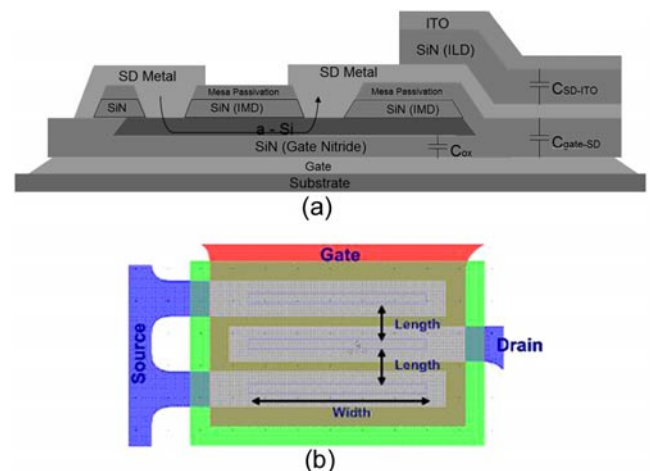 ITO
SiN (ILD)
SD Metal
SD Metal
Mesa Passivation
Mesa Passivation
C_SD-ITO
SiN
SiN (IMD)
SiN (IMD)
a - Si
C_gate-SD
SiN (Gate Nitride)
C_ox
Gate
Substrate
(a)
Gate
Source
Length
Drain
Length
Width
(b)